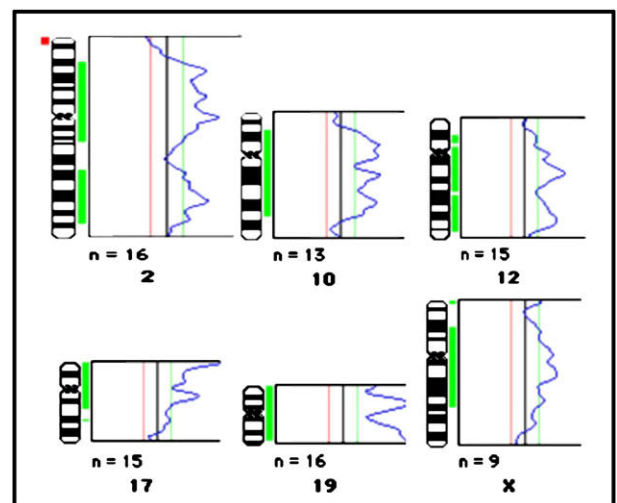 n = 16
2
n = 13
10
n = 15
12
n = 15
17
n = 16
19
n = 9
X